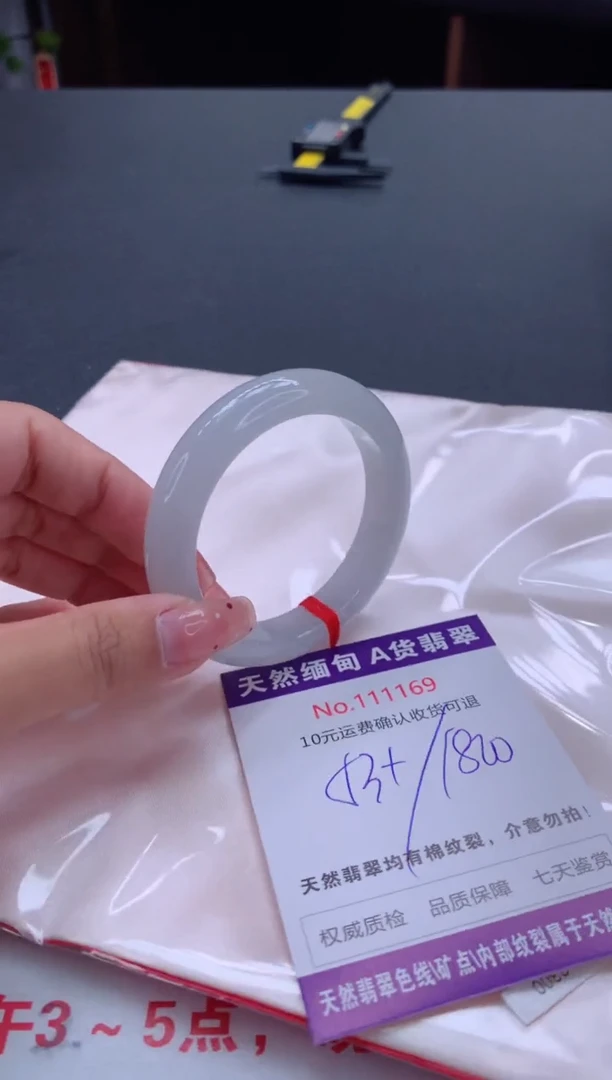 天然缅甸 A货翡翠
No.111169
10元运费确认收货可退
53+/1800
天然翡翠均有棉纹裂，介意勿拍！
权威质检 品质保障 七天鉴赏
天然翡翠色线\矿点\内部纹裂属于天
午3～5点，